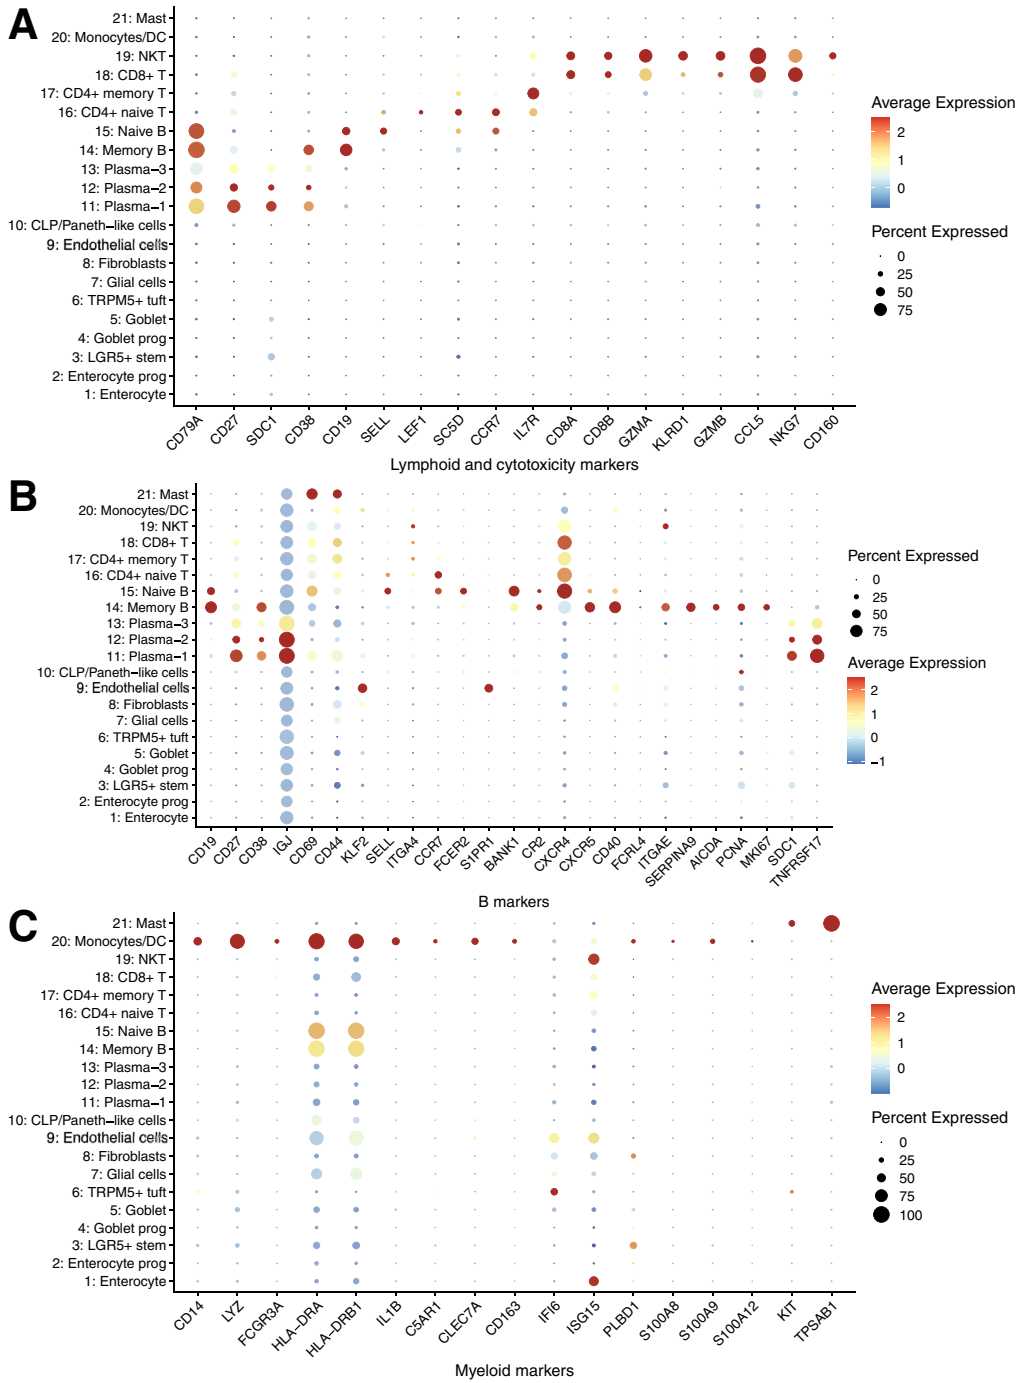 A
21: Mast
20: Monocytes/DC
19: NKT
18: CD8+ T
17: CD4+ memory T
16: CD4+ naive T
15: Naive B
14: Memory B
13: Plasma−3
12: Plasma−2
11: Plasma−1
10: CLP/Paneth−like cells
9: Endothelial cells
8: Fibroblasts
7: Glial cells
6: TRPM5+ tuft
5: Goblet
4: Goblet prog
3: LGR5+ stem
2: Enterocyte prog
1: Enterocyte
CD79A CD27 SDC1 CD38 CD19 SELL LEF1 SC5D CCR7 IL7R CD8A CD8B GZMA KLRD1 GZMB CCL5 NKG7 CD160
Lymphoid and cytotoxicity markers
Average Expression
2
1
0
Percent Expressed
0
25
50
75
B
21: Mast
20: Monocytes/DC
19: NKT
18: CD8+ T
17: CD4+ memory T
16: CD4+ naive T
15: Naive B
14: Memory B
13: Plasma−3
12: Plasma−2
11: Plasma−1
10: CLP/Paneth−like cells
9: Endothelial cells
8: Fibroblasts
7: Glial cells
6: TRPM5+ tuft
5: Goblet
4: Goblet prog
3: LGR5+ stem
2: Enterocyte prog
1: Enterocyte
CD19 CD27 CD38 IGJ CD69 CD44 KLF2 SELL ITGA4 CCR7 FCER2 S1PR1 BANK1 CR2 CXCR4 CXCR5 CD40 FCRL4 ITGAE SERPINA9 AICDA PCNA MKI67 SDC1 TNFRSF17
B markers
Percent Expressed
0
25
50
75
Average Expression
2
1
0
−1
C
21: Mast
20: Monocytes/DC
19: NKT
18: CD8+ T
17: CD4+ memory T
16: CD4+ naive T
15: Naive B
14: Memory B
13: Plasma−3
12: Plasma−2
11: Plasma−1
10: CLP/Paneth−like cells
9: Endothelial cells
8: Fibroblasts
7: Glial cells
6: TRPM5+ tuft
5: Goblet
4: Goblet prog
3: LGR5+ stem
2: Enterocyte prog
1: Enterocyte
CD14 LYZ FCGR3A HLA−DRA HLA−DRB1 IL1B C5AR1 CLEC7A CD163 IFI6 ISG15 PLBD1 S100A8 S100A9 S100A12 KIT TPSAB1
Myeloid markers
Average Expression
2
1
0
Percent Expressed
0
25
50
75
100